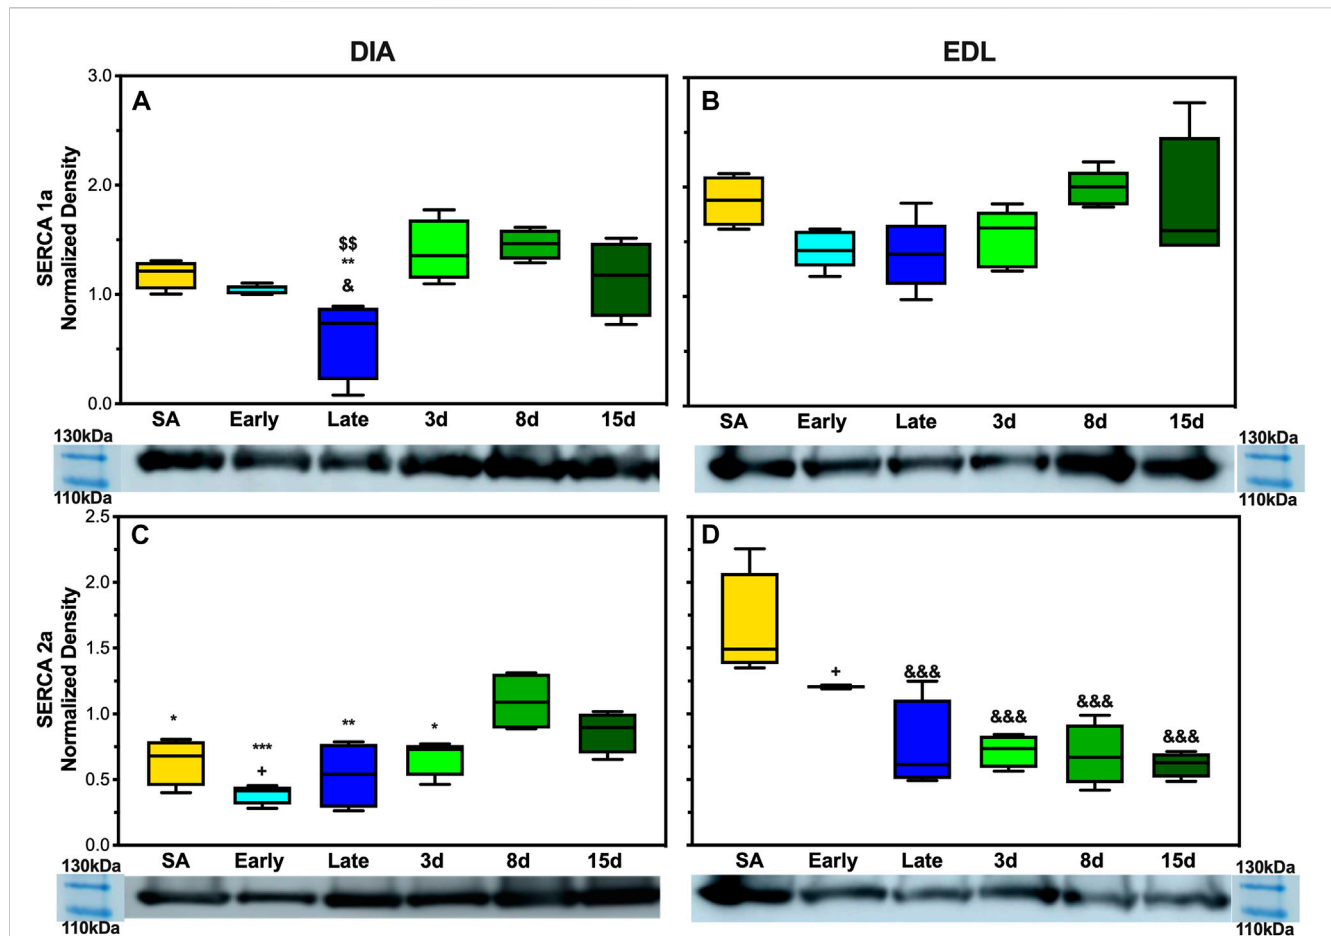 DIA
EDL
SERCA 1a
Normalized Density
3.0
2.0
1.0
0.0
A
$$
**
&
SA Early Late 3d 8d 15d
B
SA Early Late 3d 8d 15d
130kDa
110kDa
130kDa
110kDa
SERCA 2a
Normalized Density
2.5
2.0
1.5
1.0
0.5
0.0
C
*
***
+
**
*
SA Early Late 3d 8d 15d
D
+
&&&
&&&
&&&
&&&
SA Early Late 3d 8d 15d
130kDa
110kDa
130kDa
110kDa